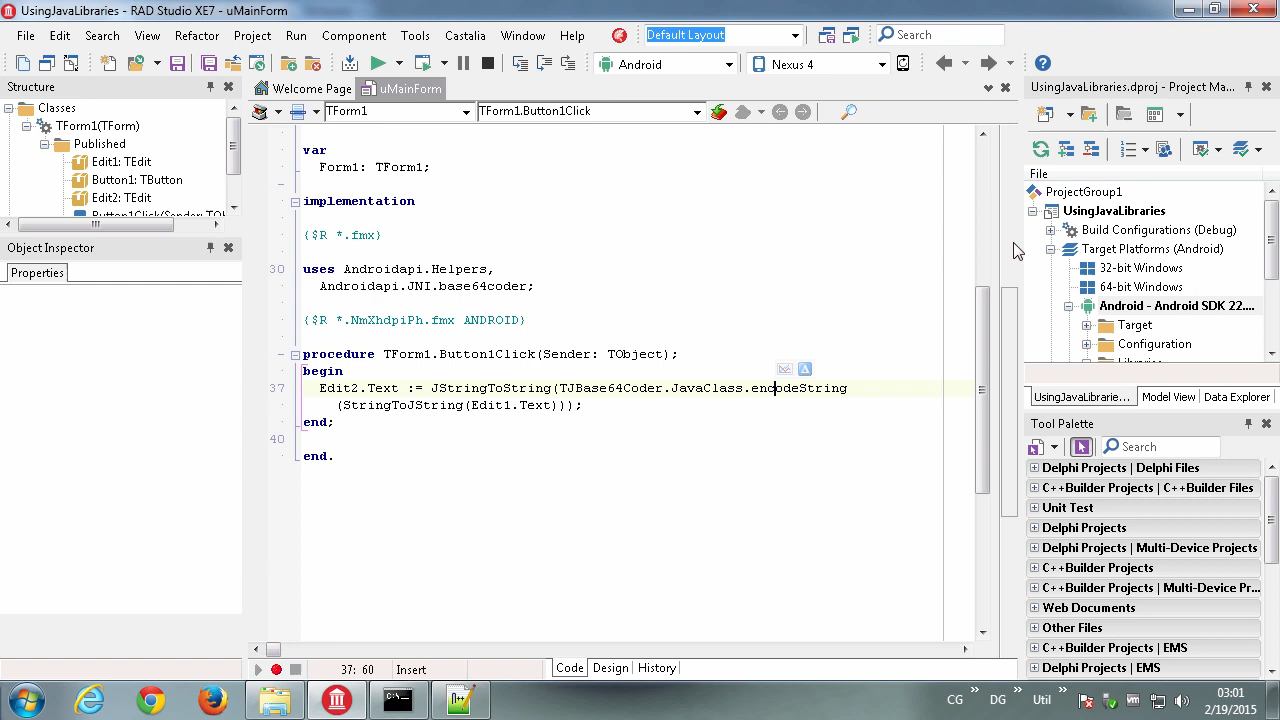 UsingJavaLibraries - RAD Studio XE7 - uMainForm
File Edit Search View Refactor Project Run Component Tools Castalia Window Help
Default Layout
Search
Android
Nexus 4
Structure
Classes
TForm1(TForm)
Published
Edit1: TEdit
Button1: TButton
Edit2: TEdit
Button1Click(Sender: TO
Object Inspector
Properties
Welcome Page
uMainForm
TForm1
TForm1.Button1Click
var
Form1: TForm1;
implementation
{$R *.fmx}
30 uses Androidapi.Helpers,
Androidapi.JNI.base64coder;
{$R *.NmXhdpiPh.fmx ANDROID}
procedure TForm1.Button1Click(Sender: TObject);
begin
37 Edit2.Text := JStringToString(TJBase64Coder.JavaClass.encodeString
(StringToJString(Edit1.Text)));
end;
40
end.
37: 60
Insert
Code Design History
UsingJavaLibraries.dproj - Project Ma...
File
ProjectGroup1
UsingJavaLibraries
Build Configurations (Debug)
Target Platforms (Android)
32-bit Windows
64-bit Windows
Android - Android SDK 22....
Target
Configuration
UsingJavaLibrarie... Model View Data Explorer
Tool Palette
Search
Delphi Projects | Delphi Files
C++Builder Projects | C++Builder Files
Unit Test
Delphi Projects
Delphi Projects | Multi-Device Projects
C++Builder Projects
C++Builder Projects | Multi-Device Pr...
Web Documents
Other Files
C++Builder Projects | EMS
Delphi Projects | EMS
CG » DG » Util »
03:01
2/19/2015